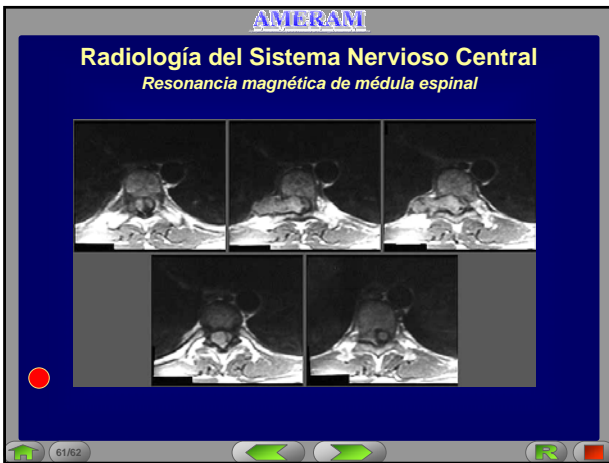 AMERAM
Radiología del Sistema Nervioso Central
Resonancia magnética de médula espinal
61/62
R